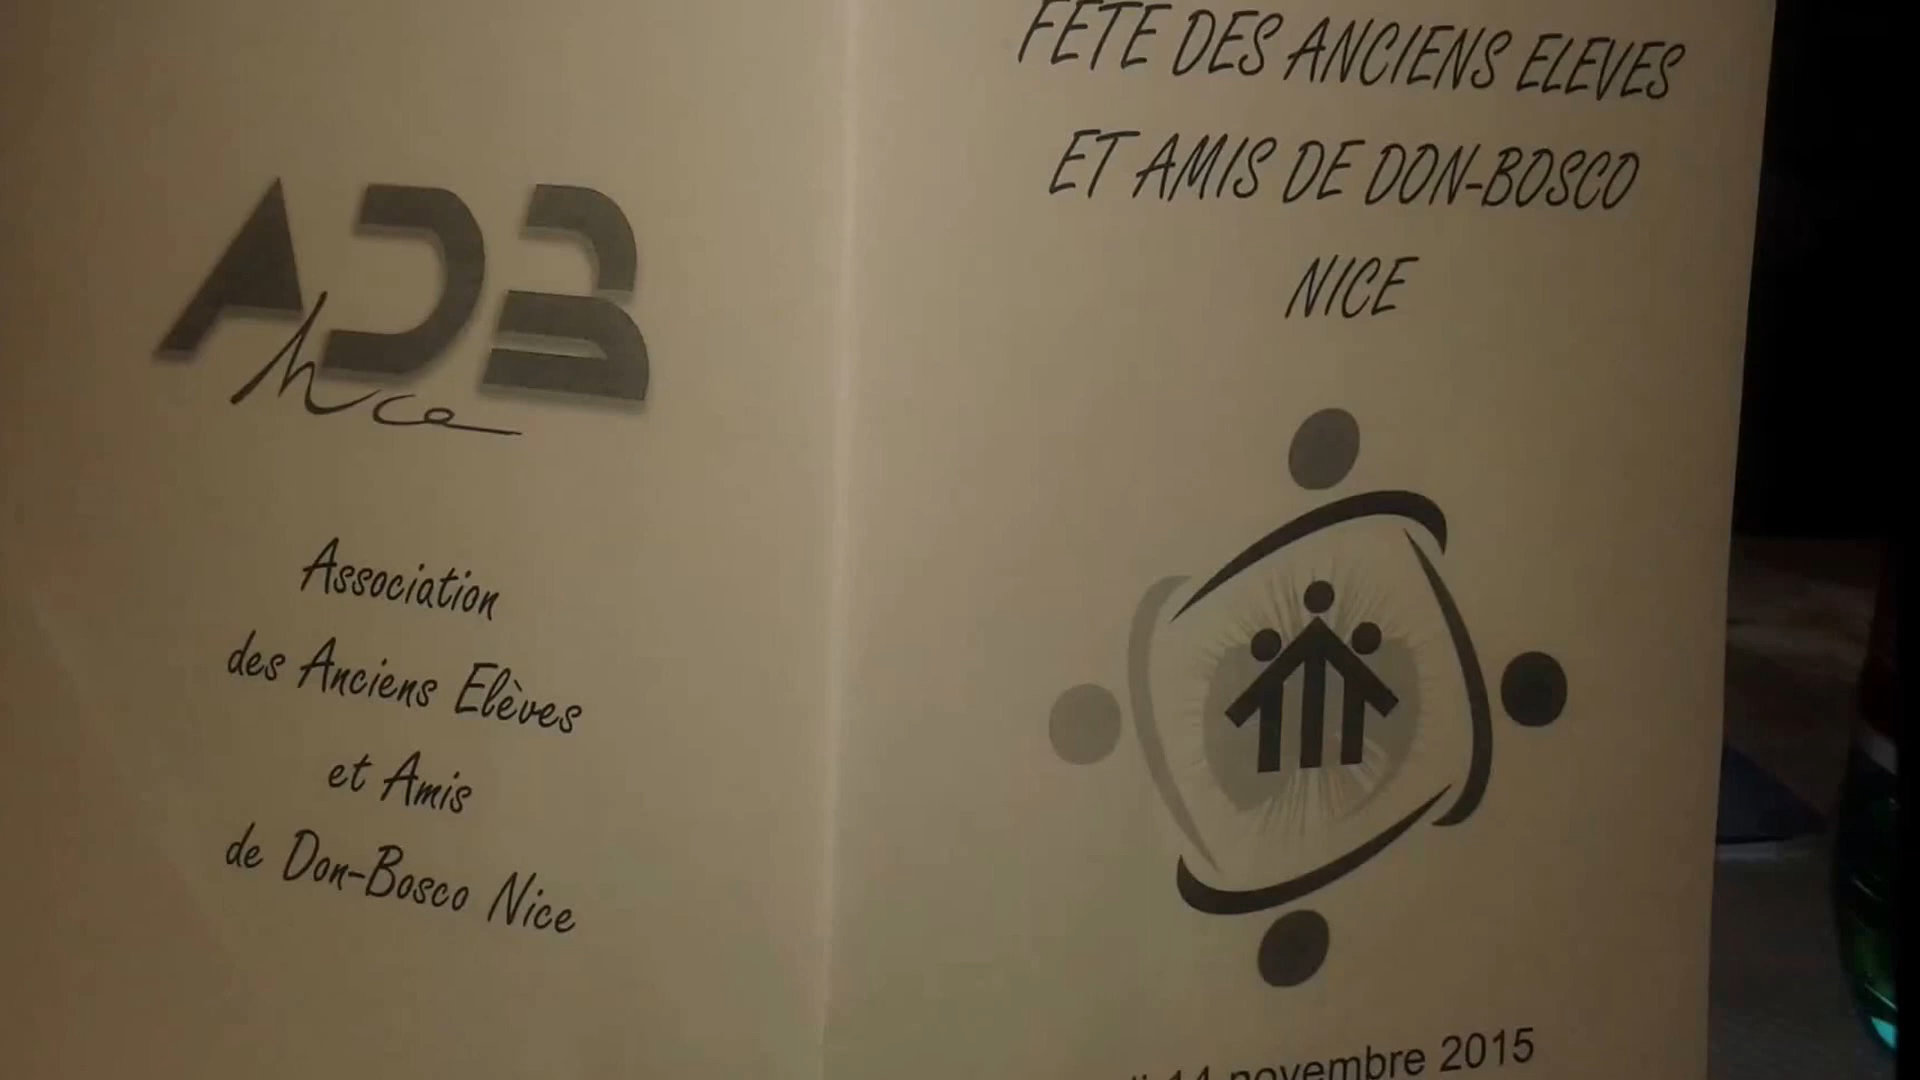 ADB
Nice
Association
des Anciens Elèves
et Amis
de Don-Bosco Nice
FETE DES ANCIENS ELEVES
ET AMIS DE DON-BOSCO
NICE
14 novembre 2015